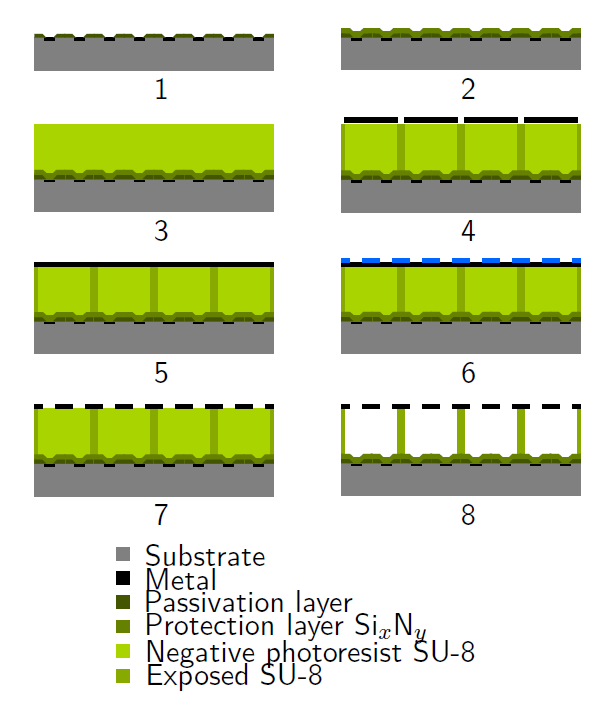 1 2
3 4
5 6
7 8
Substrate
Metal
Passivation layer
Protection layer SiₓNᵧ
Negative photoresist SU-8
Exposed SU-8